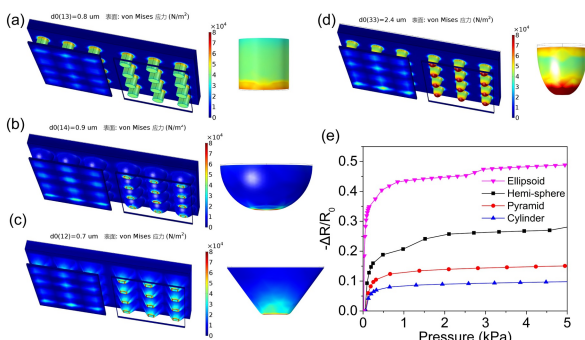 (a)
d0(13)=0.8 um 表面: von Mises 应力 (N/m²)
×10⁴
8
7
6
5
4
3
2
1
0
(b)
d0(14)=0.9 um 表面: von Mises 应力 (N/m²)
×10⁴
8
7
6
5
4
3
2
1
0
(c)
d0(12)=0.7 um 表面: von Mises 应力 (N/m²)
×10⁴
8
7
6
5
4
3
2
1
0
(d)
d0(33)=2.4 um 表面: von Mises 应力 (N/m²)
×10⁴
8
7
6
5
4
3
2
1
0
(e)
-ΔR/R₀
0.5
0.4
0.3
0.2
0.1
0.0
Ellipsoid
Hemi-sphere
Pyramid
Cylinder
0 1 2 3 4 5
Pressure (kPa)